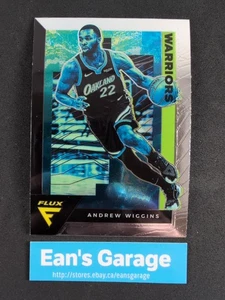 WARRIORS
OAKLAND
22
FLUX
ANDREW WIGGINS
Ean's Garage
http://stores.ebay.ca/eansgarage